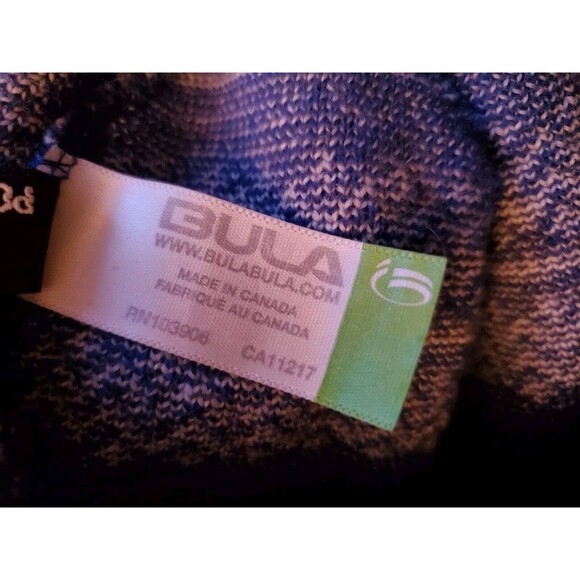 BULA
WWW.BULABULA.COM
MADE IN CANADA
FABRIQUÉ AU CANADA
RN103906 CA11217